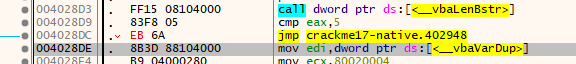 004028D3 . FF15 08104000 call dword ptr ds:[<__vbaLenBstr>]
004028D9 . 83F8 05 cmp eax,5
004028DC . EB 6A jmp crackme17-native.402948
004028DE . 8B3D 88104000 mov edi,dword ptr ds:[<__vbaVarDup>]
004028E4 . B9 04000280 mov ecx,80020004